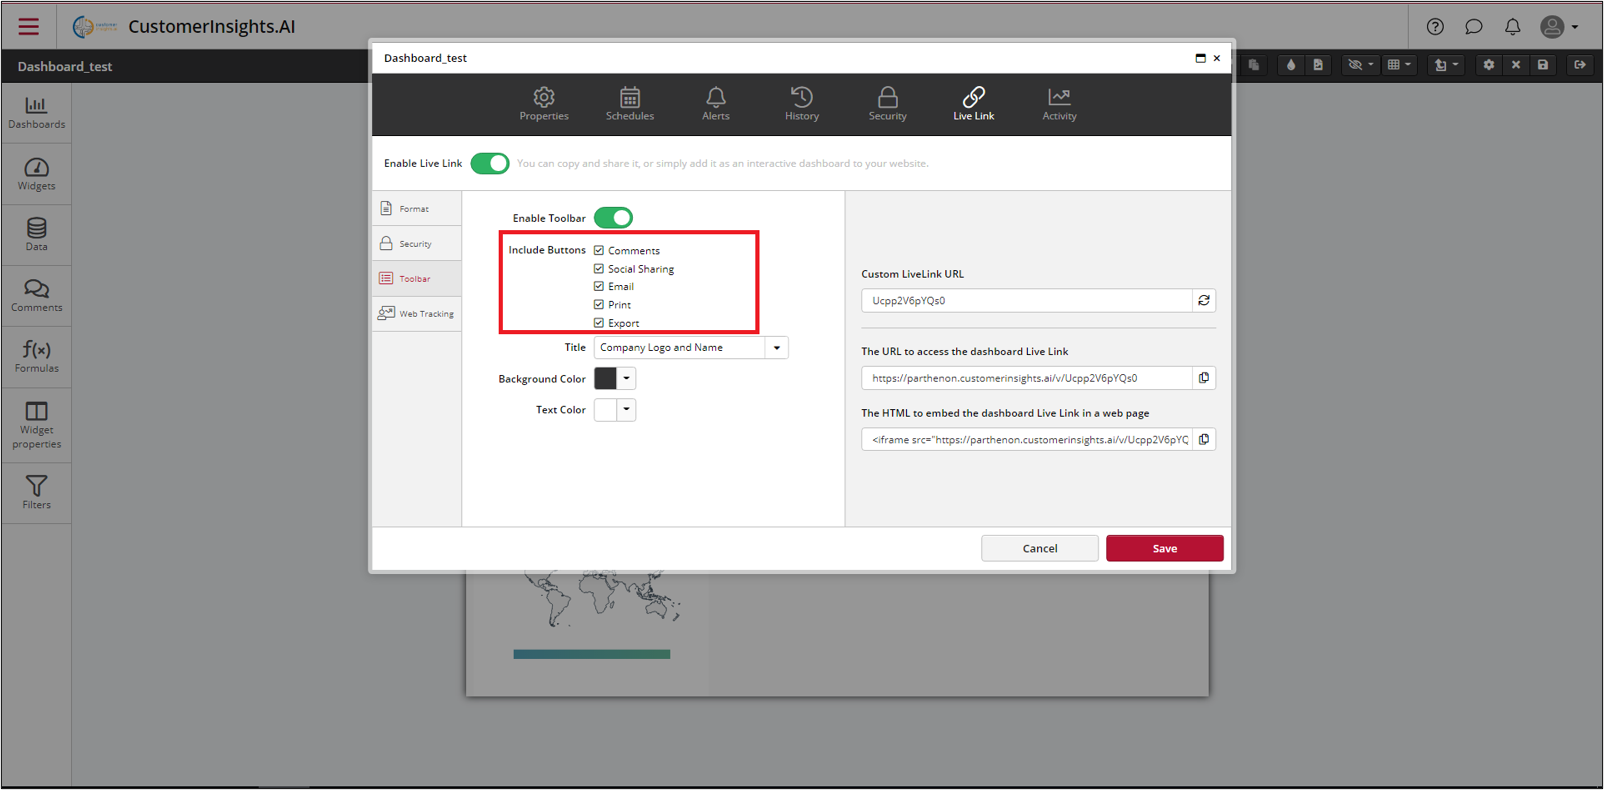 CustomerInsights.AI
Dashboard_test
Dashboards
Widgets
Data
Comments
f(x)
Formulas
Widget
properties
Filters
Dashboard_test
Properties
Schedules
Alerts
History
Security
Live Link
Activity
Enable Live Link
You can copy and share it, or simply add it as an interactive dashboard to your website.
Format
Security
Toolbar
Web Tracking
Enable Toolbar
Include Buttons
Comments
Social Sharing
Email
Print
Export
Title
Company Logo and Name
Background Color
Text Color
Custom LiveLink URL
Ucpp2V6pYQs0
The URL to access the dashboard Live Link
https://parthenon.customerinsights.ai/v/Ucpp2V6pYQs0
The HTML to embed the dashboard Live Link in a web page
<iframe src="https://parthenon.customerinsights.ai/v/Ucpp2V6pYQ
Cancel
Save